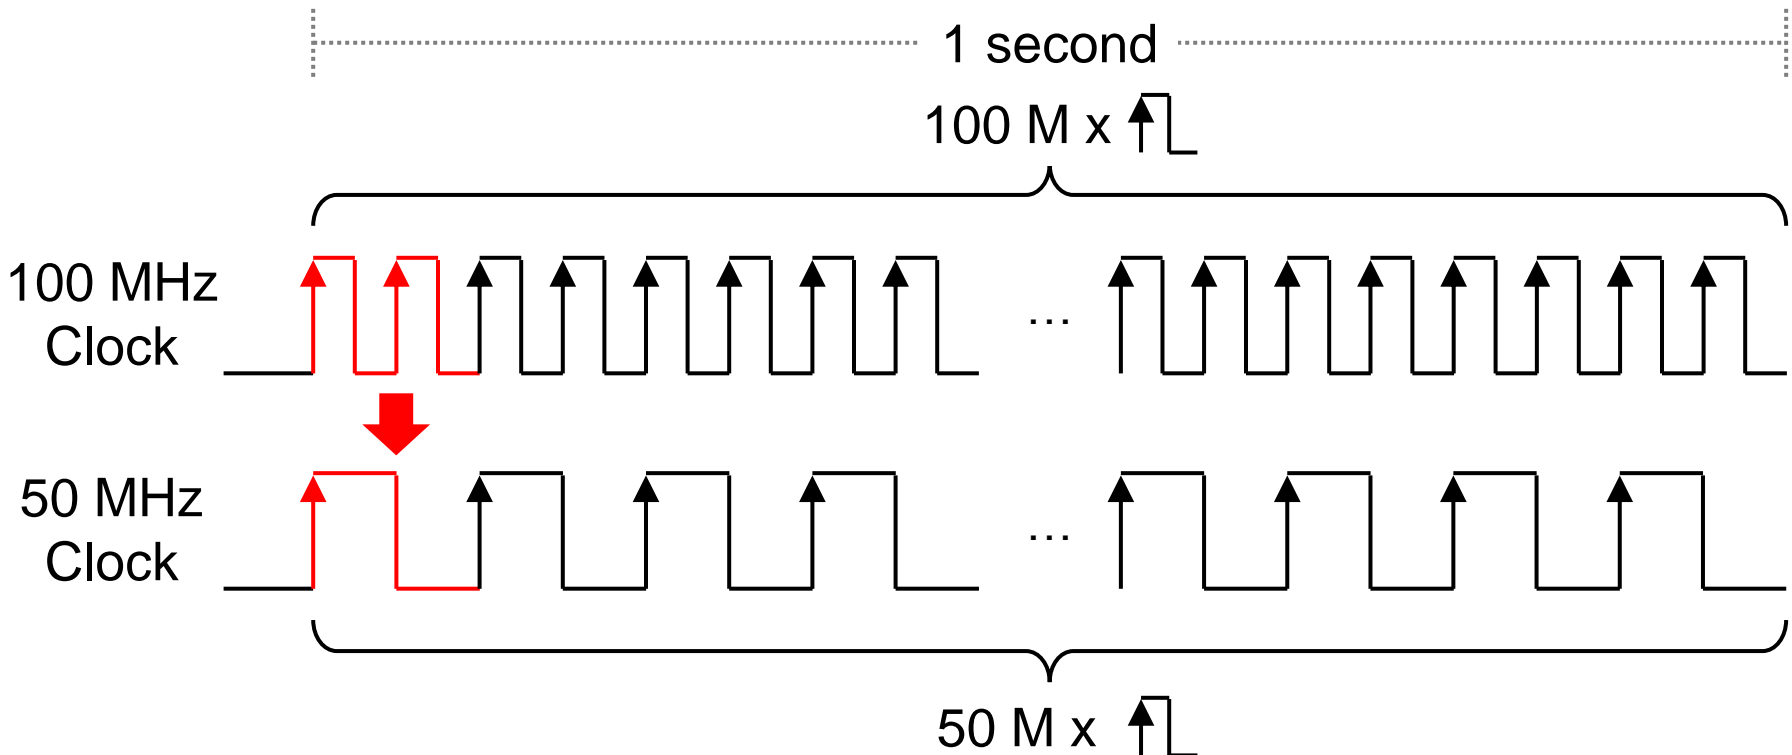 1 second
100 M x
100 MHz
Clock
...
50 MHz
Clock
...
50 M x